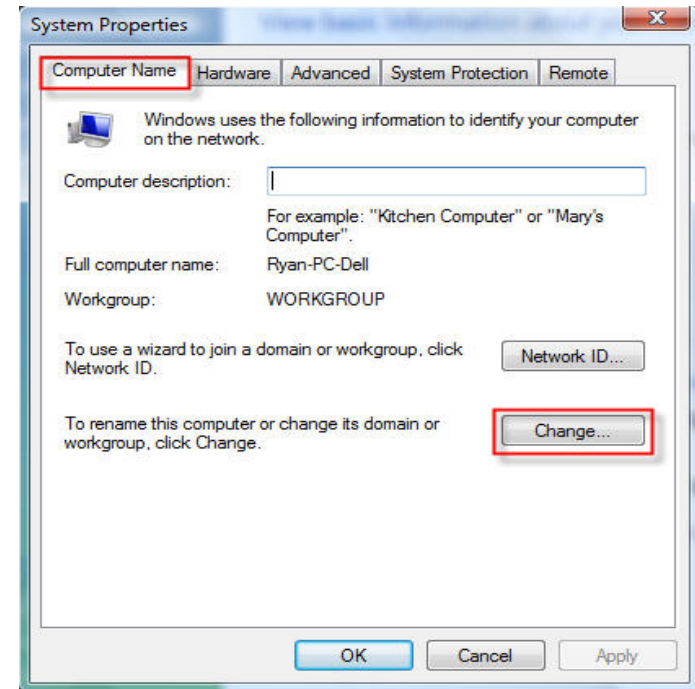 System Properties
Computer Name Hardware Advanced System Protection Remote
Windows uses the following information to identify your computer
on the network.
Computer description:
For example: "Kitchen Computer" or "Mary's
Computer".
Full computer name: Ryan-PC-Dell
Workgroup: WORKGROUP
To use a wizard to join a domain or workgroup, click
Network ID.
Network ID...
To rename this computer or change its domain or
workgroup, click Change.
Change...
OK Cancel Apply